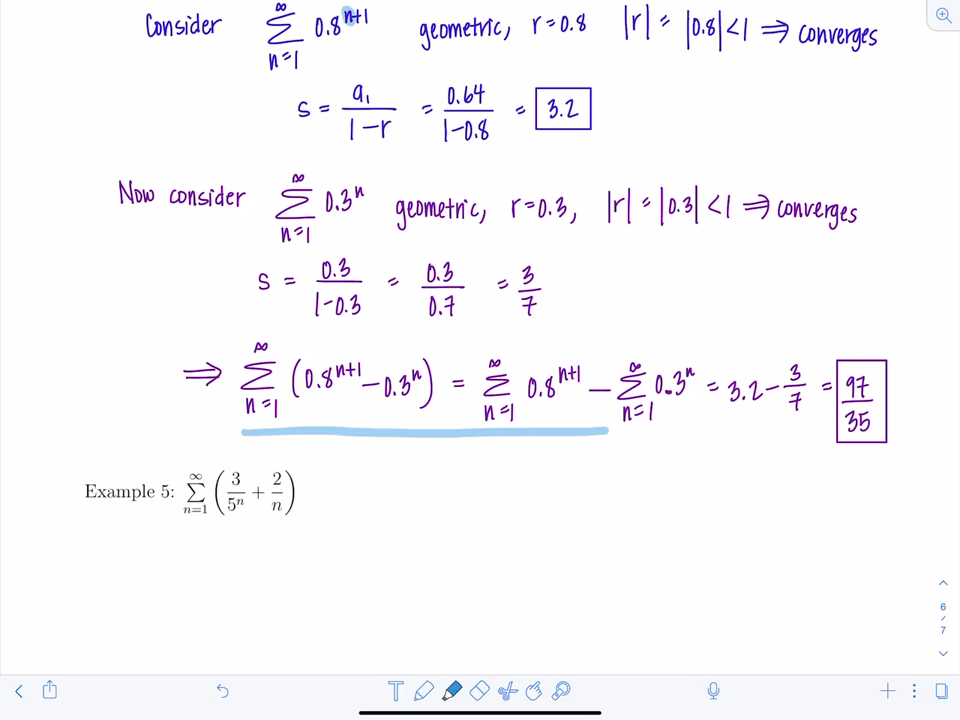 Consider ∑_{n=1}^{∞} 0.8^{n+1} geometric, r = 0.8 |r| = |0.8| < 1 ⟹ converges
S = a₁/(1−r) = 0.64/(1−0.8) = 3.2
Now consider ∑_{n=1}^{∞} 0.3^n geometric, r = 0.3, |r| = |0.3| < 1 ⟹ converges
S = 0.3/(1−0.3) = 0.3/0.7 = 3/7
⟹ ∑_{n=1}^{∞} (0.8^{n+1} − 0.3^n) = ∑_{n=1}^{∞} 0.8^{n+1} − ∑_{n=1}^{∞} 0.3^n = 3.2 − 3/7 = 97/35
Example 5: ∑_{n=1}^{∞} (3/5^n + 2/n)
6
/
7